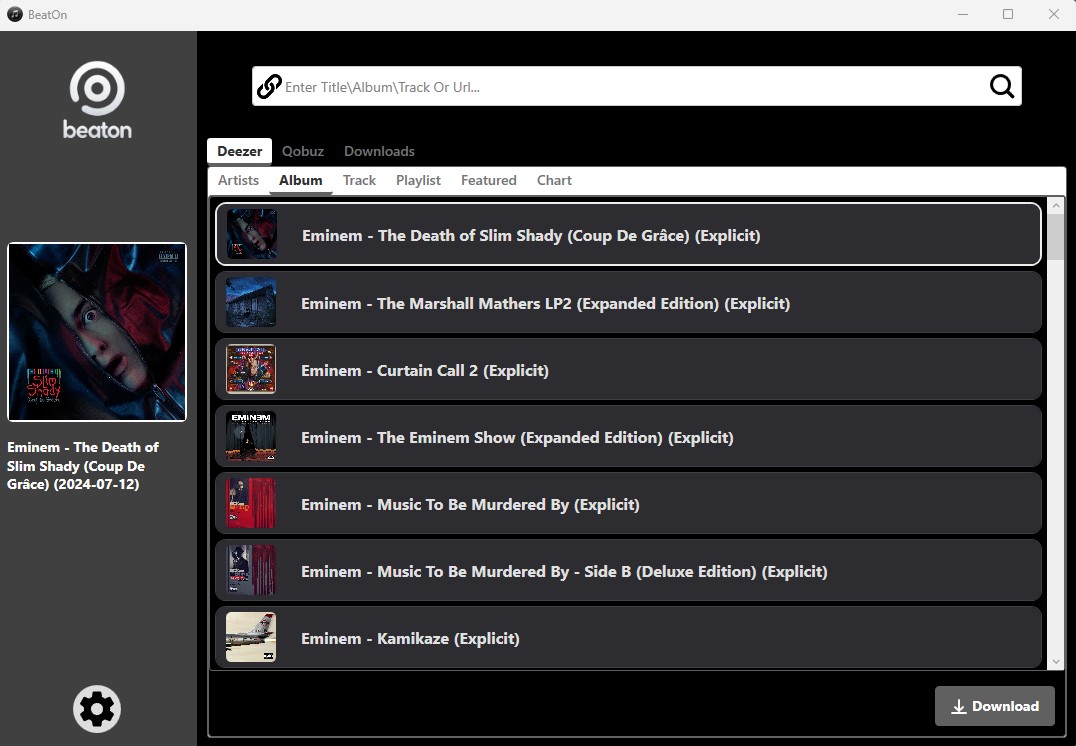 BeatOn
beaton
Enter Title\Album\Track Or Url...
Deezer Qobuz Downloads
Artists Album Track Playlist Featured Chart
Eminem - The Death of Slim Shady (Coup De Grâce) (Explicit)
Eminem - The Marshall Mathers LP2 (Expanded Edition) (Explicit)
Eminem - Curtain Call 2 (Explicit)
Eminem - The Eminem Show (Expanded Edition) (Explicit)
EMINEM
Eminem - Music To Be Murdered By (Explicit)
Eminem - Music To Be Murdered By - Side B (Deluxe Edition) (Explicit)
Eminem - Kamikaze (Explicit)
Slim
Shady
Eminem - The Death of
Slim Shady (Coup De
Grâce) (2024-07-12)
Download